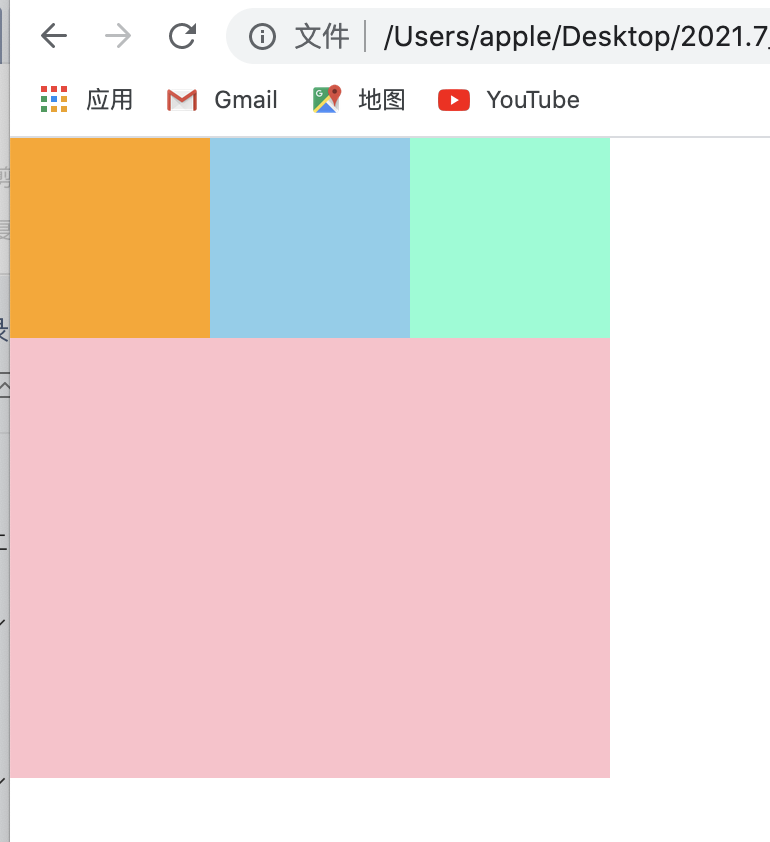 文件 /Users/apple/Desktop/2021.7
应用 Gmail 地图 YouTube